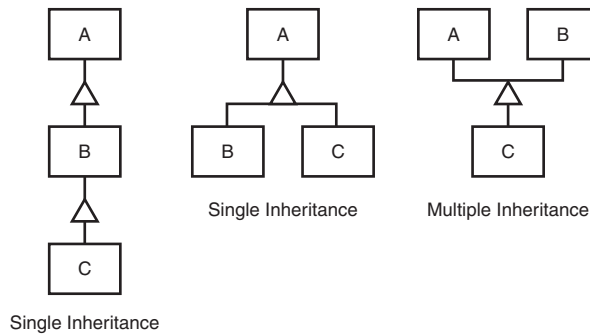 A
B
C
Single Inheritance
A
B C
Single Inheritance
A B
C
Multiple Inheritance